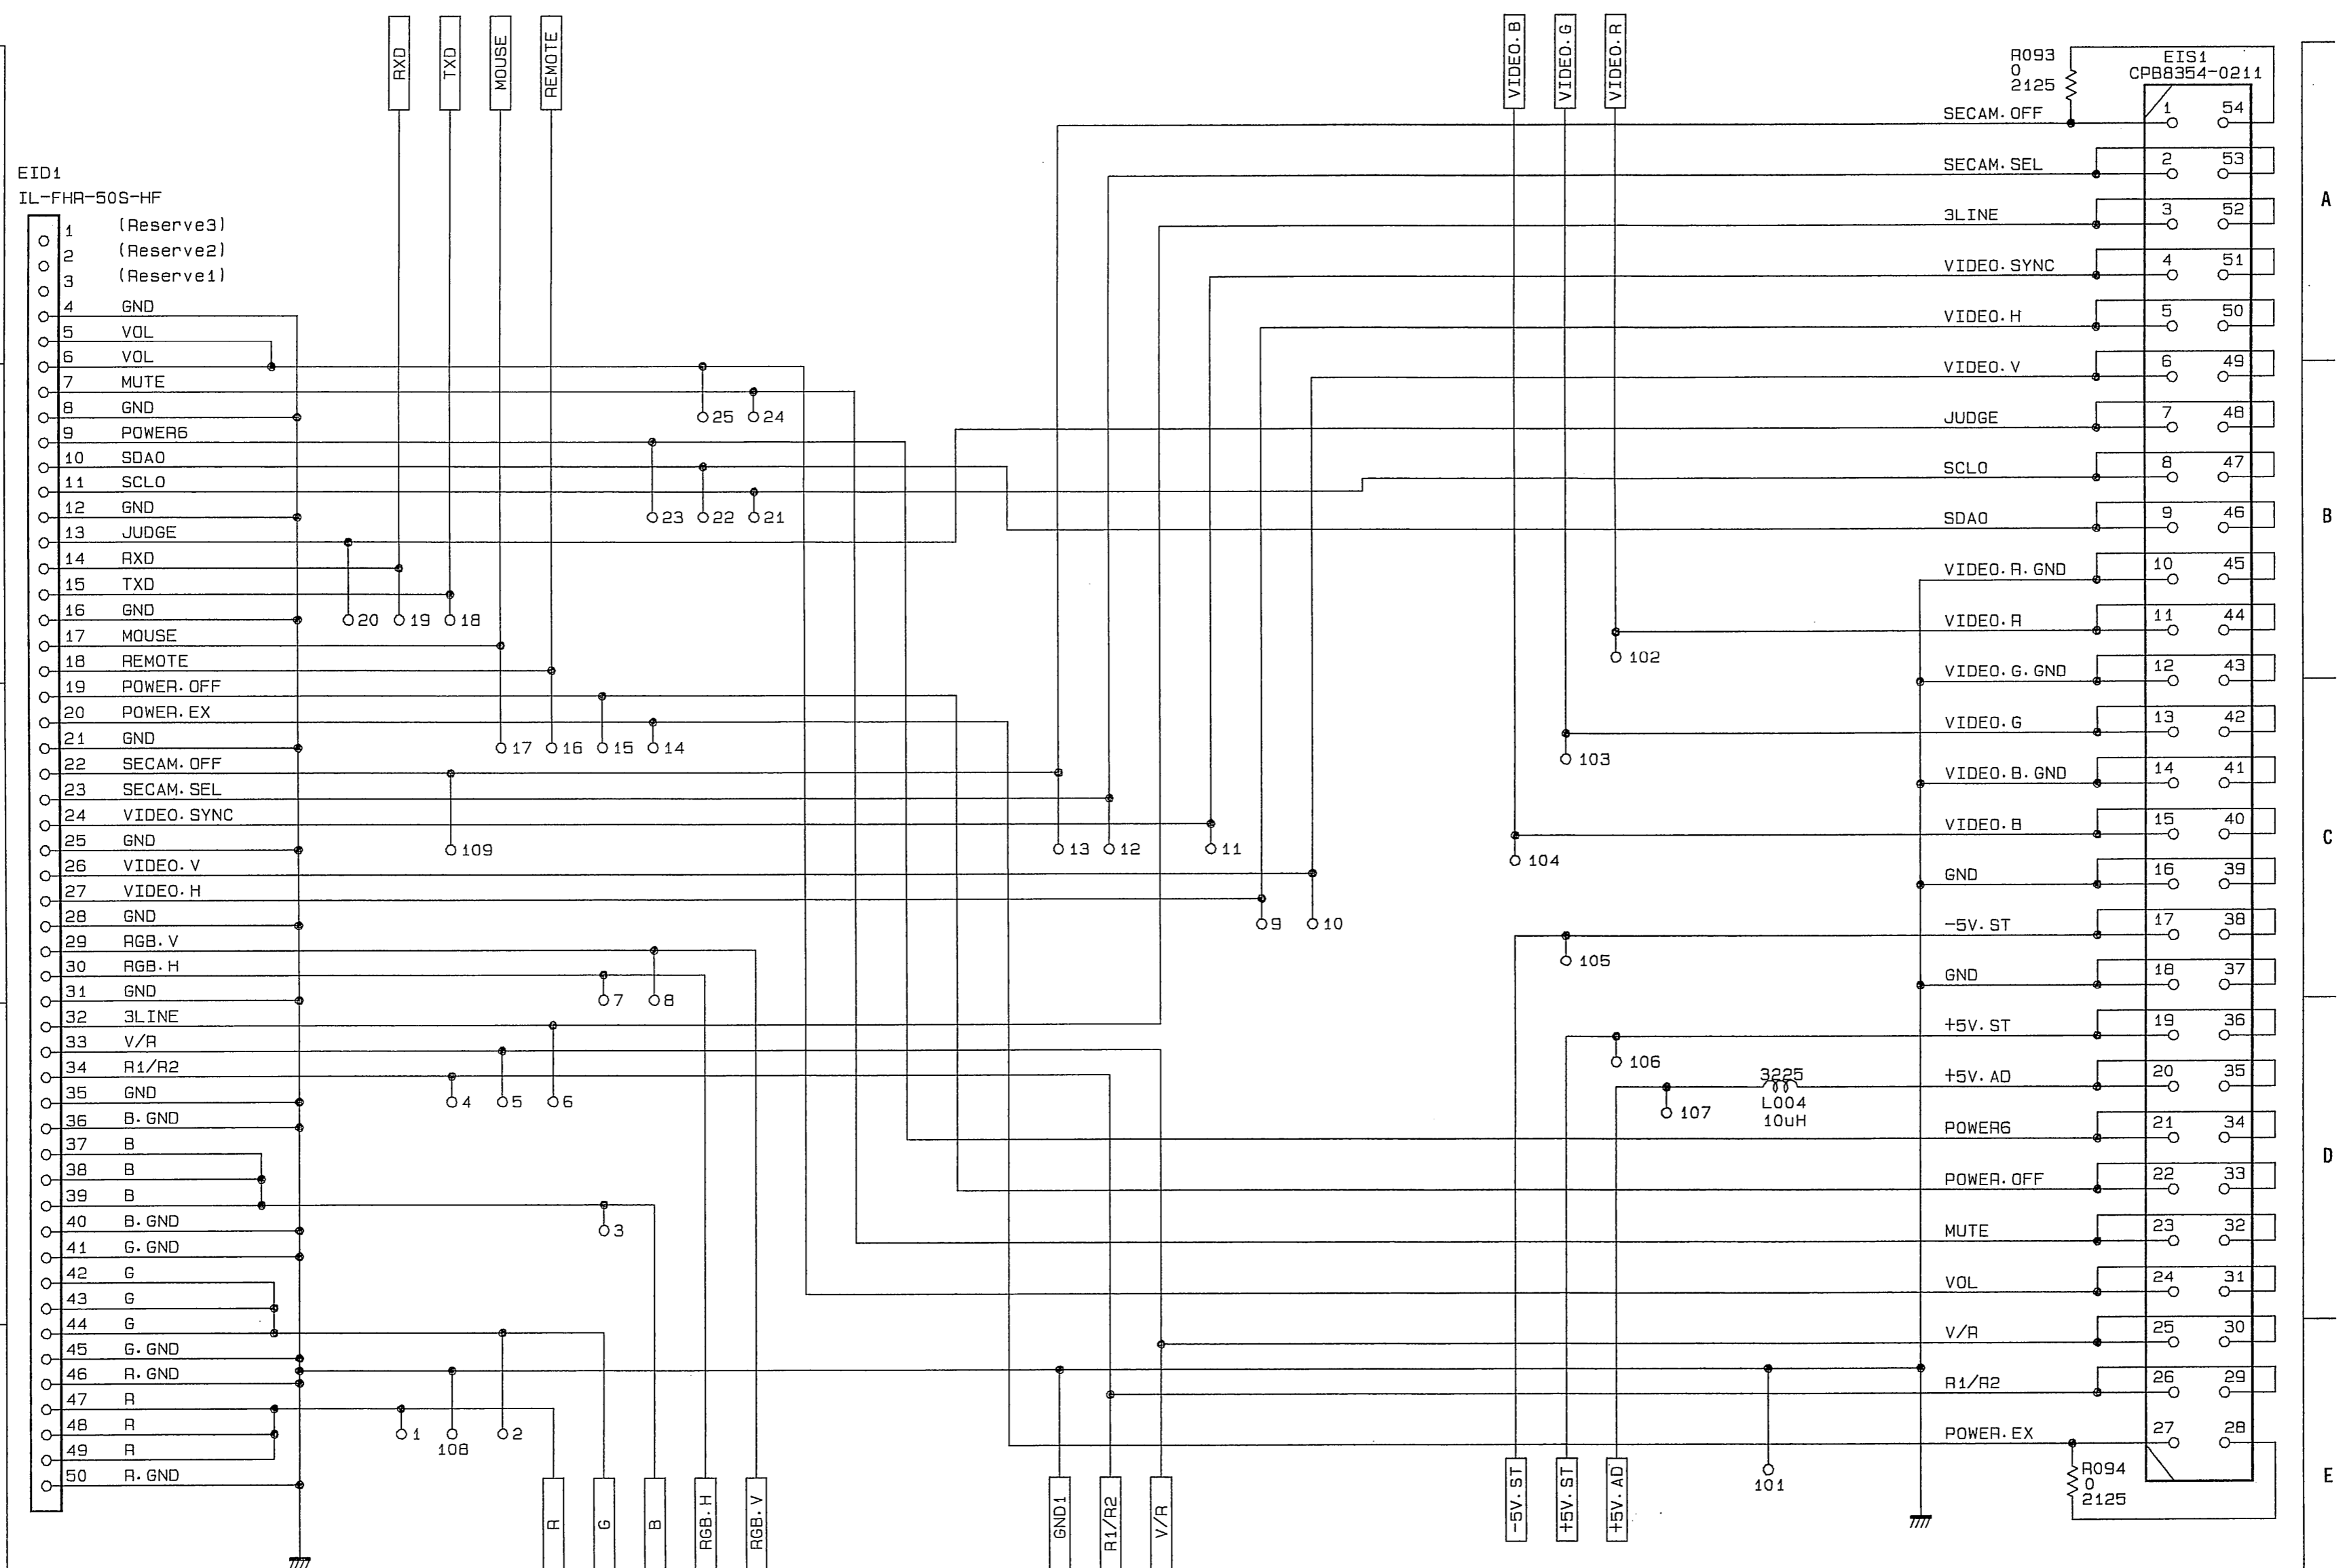 RXD
TXD
MOUSE
REMOTE
VIDEO.B
VIDEO.G
VIDEO.R
R093
0
2125
EIS1
CPB8354-0211
EID1
IL-FHR-50S-HF
1 (Reserve3)
2 (Reserve2)
3 (Reserve1)
4 GND
5 VOL
6 VOL
7 MUTE
8 GND
9 POWER6
10 SDA0
11 SCL0
12 GND
13 JUDGE
14 RXD
15 TXD
16 GND
17 MOUSE
18 REMOTE
19 POWER.OFF
20 POWER.EX
21 GND
22 SECAM.OFF
23 SECAM.SEL
24 VIDEO.SYNC
25 GND
26 VIDEO.V
27 VIDEO.H
28 GND
29 RGB.V
30 RGB.H
31 GND
32 3LINE
33 V/R
34 R1/R2
35 GND
36 B.GND
37 B
38 B
39 B
40 B.GND
41 G.GND
42 G
43 G
44 G
45 G.GND
46 R.GND
47 R
48 R
49 R
50 R.GND
25 24
23 22 21
20 19 18
17 16 15 14
109
13 12 11
9 10
7 8
4 5 6
3
1 108 2
102
103
104
105
106
107
3225
L004
10uH
101
SECAM.OFF 1 54
SECAM.SEL 2 53
3LINE 3 52
VIDEO.SYNC 4 51
VIDEO.H 5 50
VIDEO.V 6 49
JUDGE 7 48
SCL0 8 47
SDA0 9 46
VIDEO.R.GND 10 45
VIDEO.R 11 44
VIDEO.G.GND 12 43
VIDEO.G 13 42
VIDEO.B.GND 14 41
VIDEO.B 15 40
GND 16 39
-5V.ST 17 38
GND 18 37
+5V.ST 19 36
+5V.AD 20 35
POWER6 21 34
POWER.OFF 22 33
MUTE 23 32
VOL 24 31
V/R 25 30
R1/R2 26 29
POWER.EX 27 28
R094
0
2125
R
G
B
RGB.H
RGB.V
GND1
R1/R2
V/R
-5V.ST
+5V.ST
+5V.AD
A
B
C
D
E